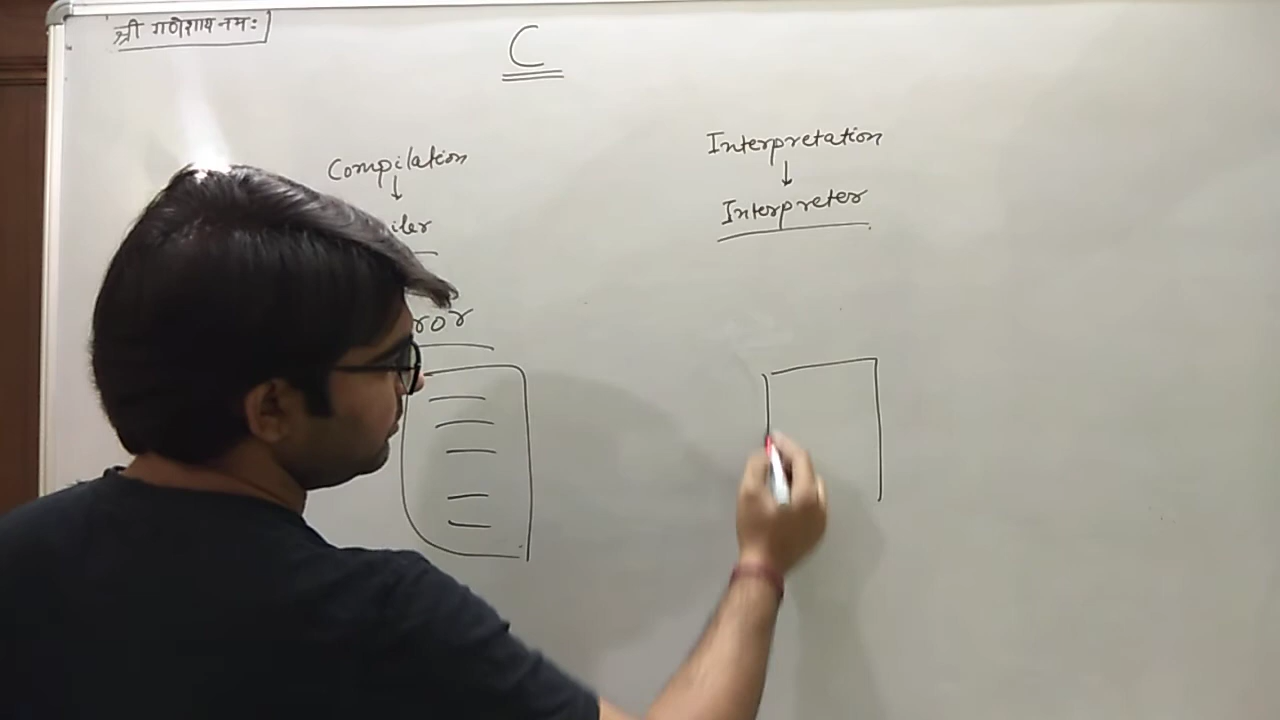 श्री गणेशाय नमः
C
Compilation
Interpretation
Interpreter